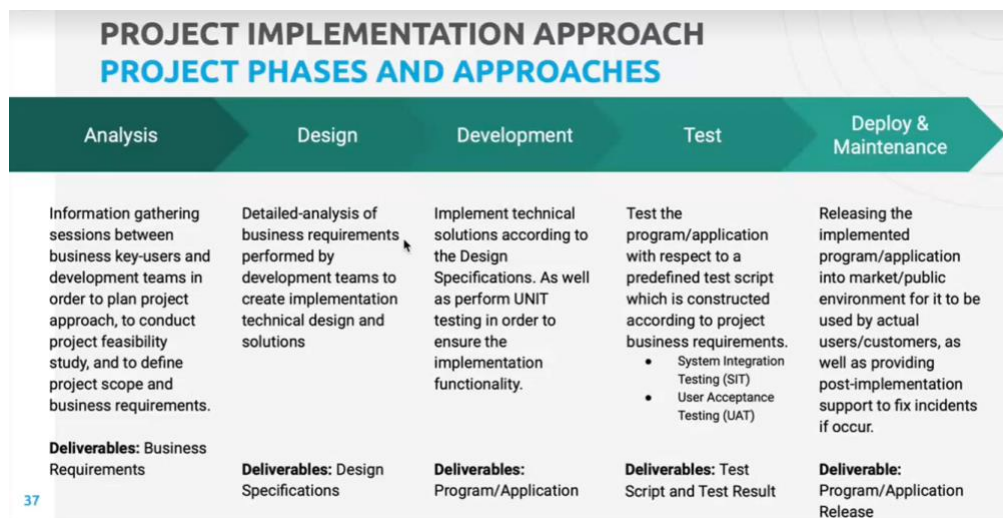 PROJECT IMPLEMENTATION APPROACH
PROJECT PHASES AND APPROACHES
Analysis
Design
Development
Test
Deploy &
Maintenance
Information gathering
sessions between
business key-users and
development teams in
order to plan project
approach, to conduct
project feasibility
study, and to define
project scope and
business requirements.
Deliverables: Business
Requirements
Detailed-analysis of
business requirements
performed by
development teams to
create implementation
technical design and
solutions
Deliverables: Design
Specifications
Implement technical
solutions according to
the Design
Specifications. As well
as perform UNIT
testing in order to
ensure the
implementation
functionality.
Deliverables:
Program/Application
Test the
program/application
with respect to a
predefined test script
which is constructed
according to project
business requirements.
• System Integration
Testing (SIT)
• User Acceptance
Testing (UAT)
Deliverables: Test
Script and Test Result
Releasing the
implemented
program/application
into market/public
environment for it to be
used by actual
users/customers, as
well as providing
post-implementation
support to fix incidents
if occur.
Deliverable:
Program/Application
Release
37